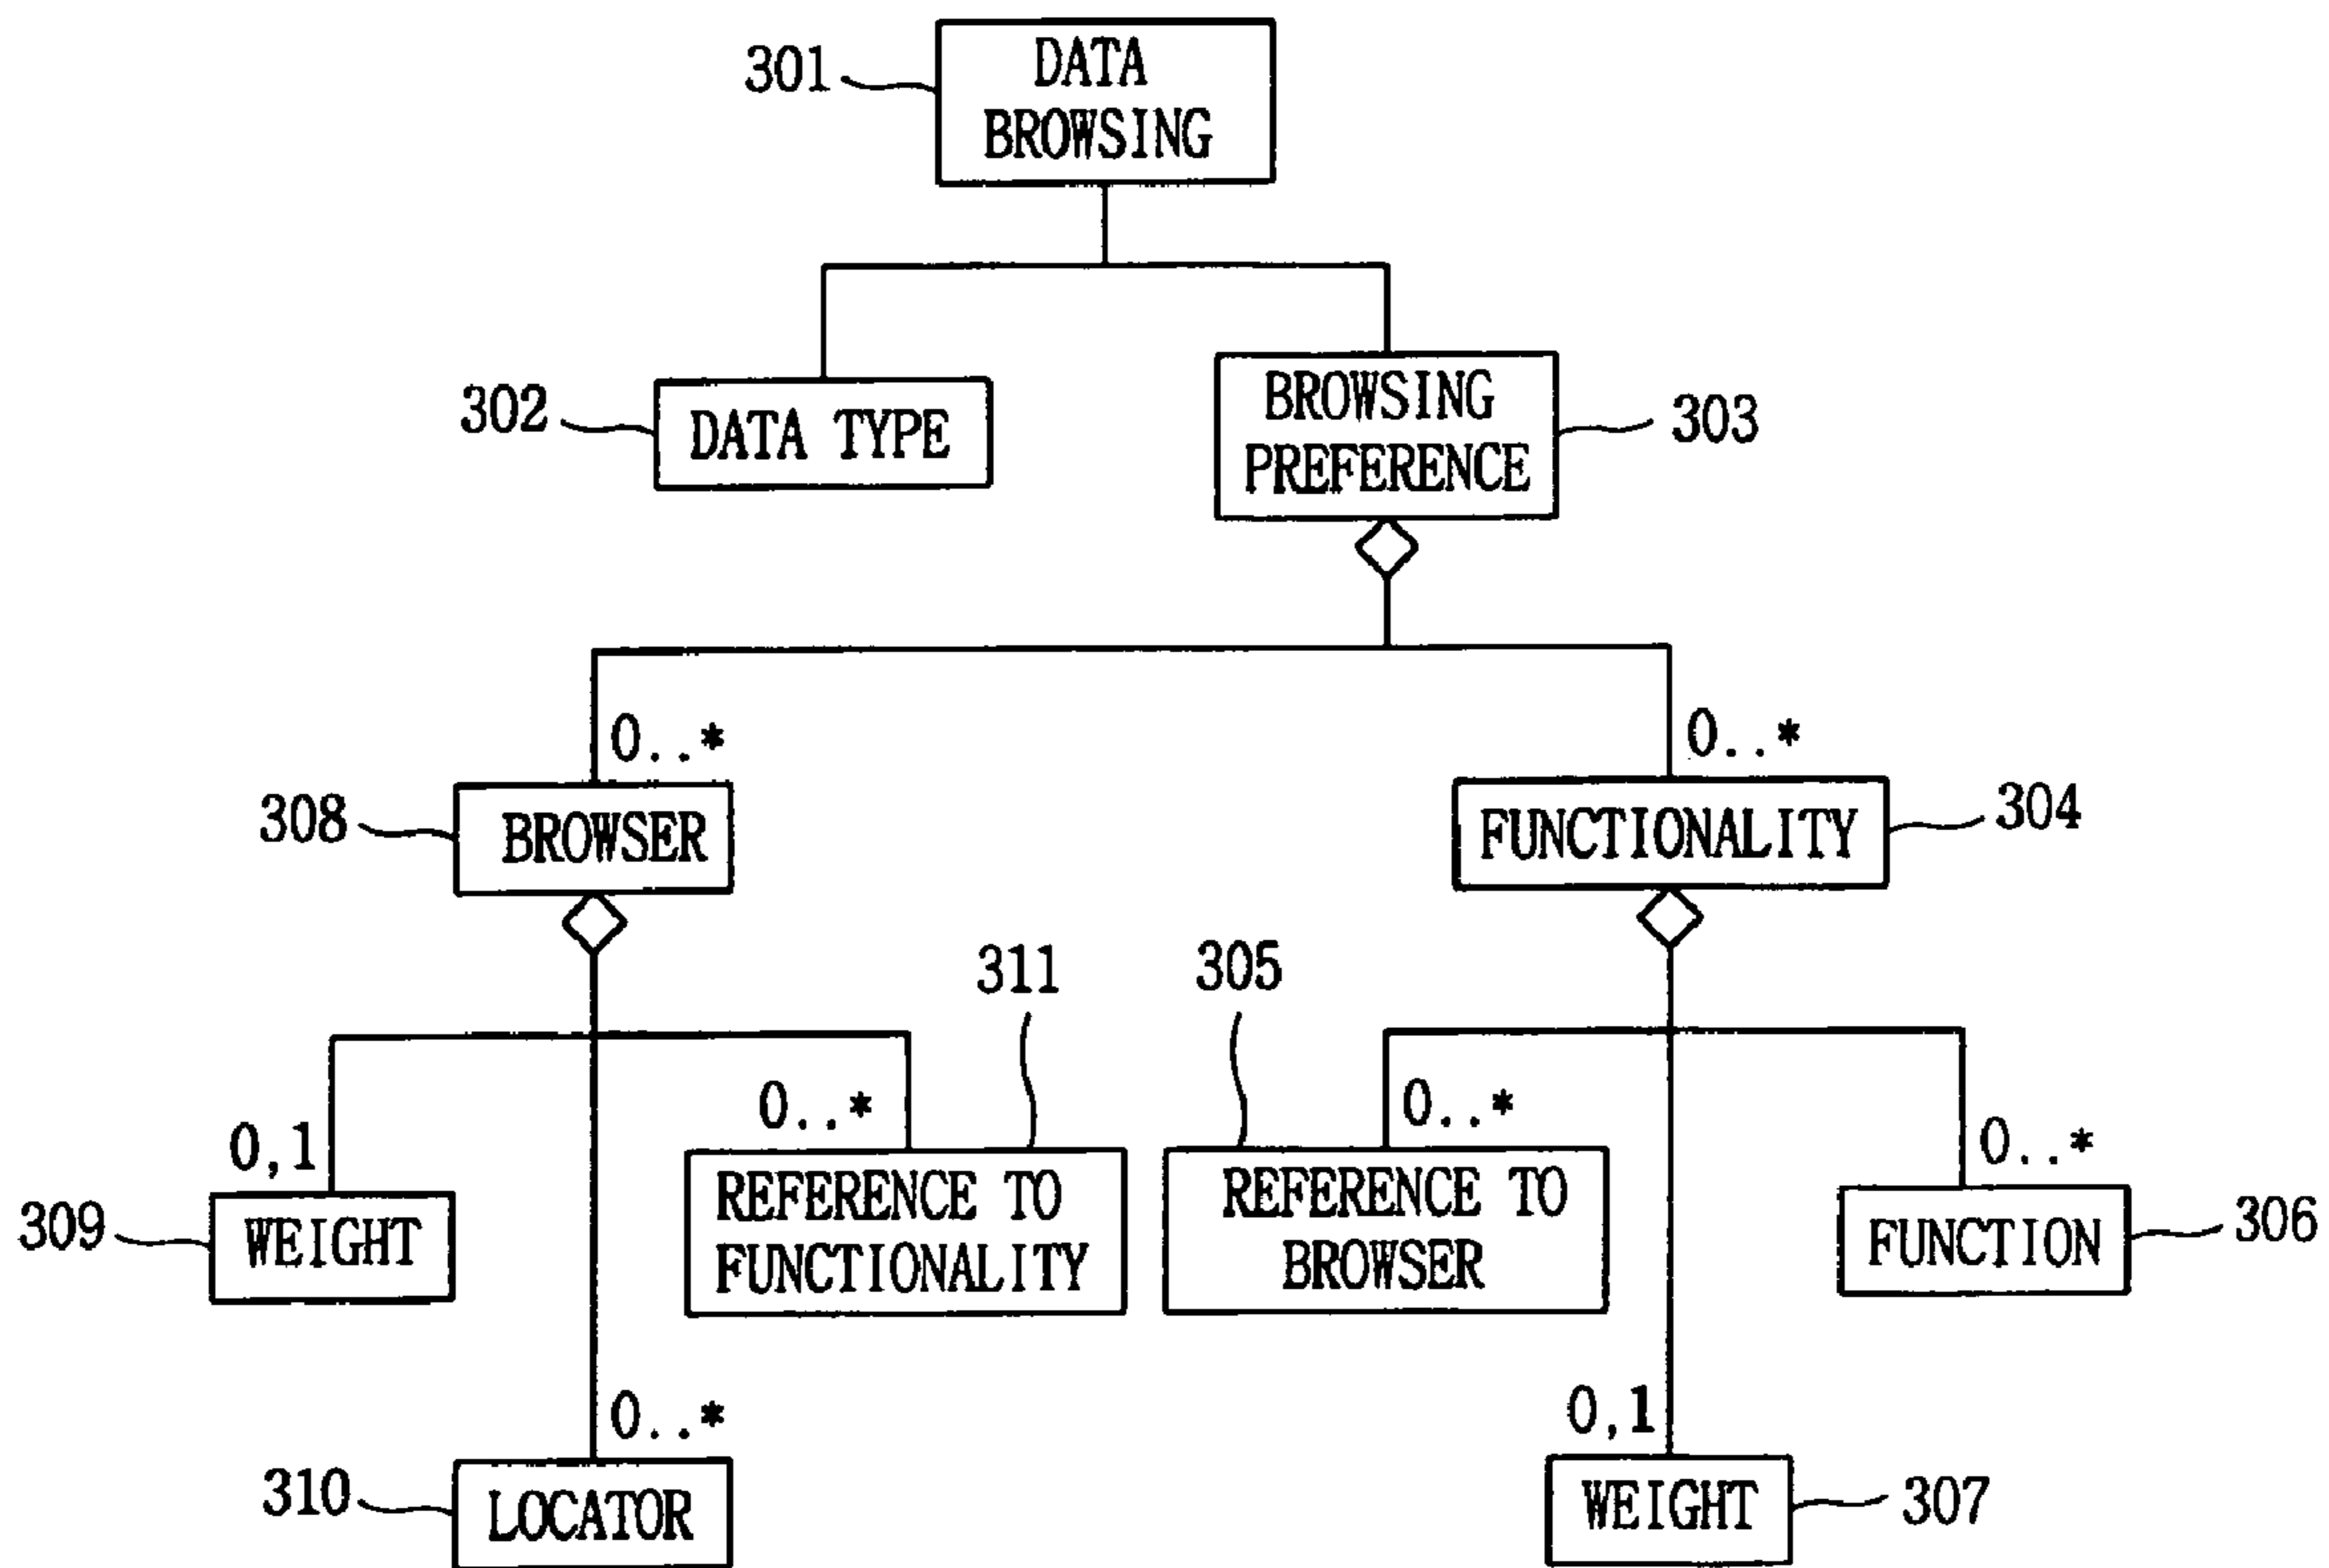 301
DATA
BROWSING
302
DATA TYPE
BROWSING
PREFERENCE
303
0..*
0..*
308
BROWSER
FUNCTIONALITY
304
311
305
0,1
0..*
0..*
0..*
309
WEIGHT
REFERENCE TO
FUNCTIONALITY
REFERENCE TO
BROWSER
FUNCTION
306
0..*
0,1
310
LOCATOR
WEIGHT
307